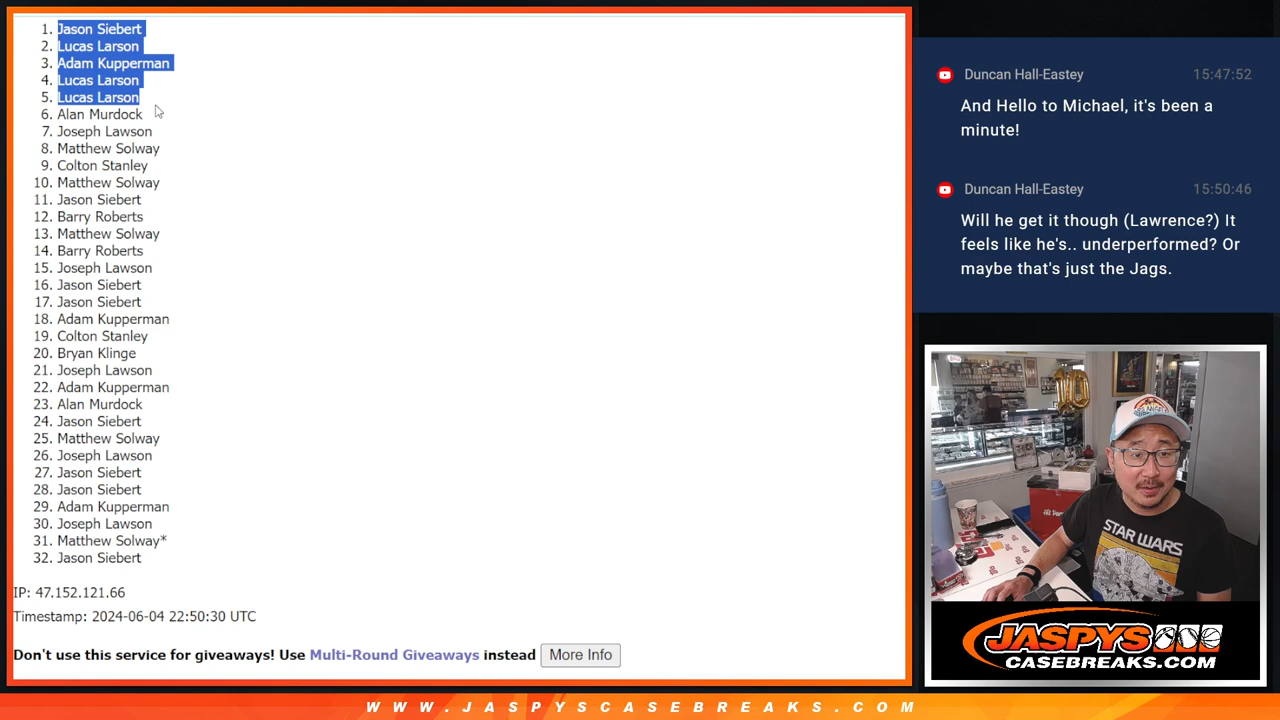 1. Jason Siebert
2. Lucas Larson
3. Adam Kupperman
4. Lucas Larson
5. Lucas Larson
6. Alan Murdock
7. Joseph Lawson
8. Matthew Solway
9. Colton Stanley
10. Matthew Solway
11. Jason Siebert
12. Barry Roberts
13. Matthew Solway
14. Barry Roberts
15. Joseph Lawson
16. Jason Siebert
17. Jason Siebert
18. Adam Kupperman
19. Colton Stanley
20. Bryan Klinge
21. Joseph Lawson
22. Adam Kupperman
23. Alan Murdock
24. Jason Siebert
25. Matthew Solway
26. Joseph Lawson
27. Jason Siebert
28. Jason Siebert
29. Adam Kupperman
30. Joseph Lawson
31. Matthew Solway*
32. Jason Siebert
IP: 47.152.121.66
Timestamp: 2024-06-04 22:50:30 UTC
Don't use this service for giveaways! Use Multi-Round Giveaways instead More Info
Duncan Hall-Eastey 15:47:52
And Hello to Michael, it's been a
minute!
Duncan Hall-Eastey 15:50:46
Will he get it though (Lawrence?) It
feels like he's.. underperformed? Or
maybe that's just the Jags.
10
STAR WARS
JASPYS
CASEBREAKS.COM
WWW.JASPYSCASEBREAKS.COM